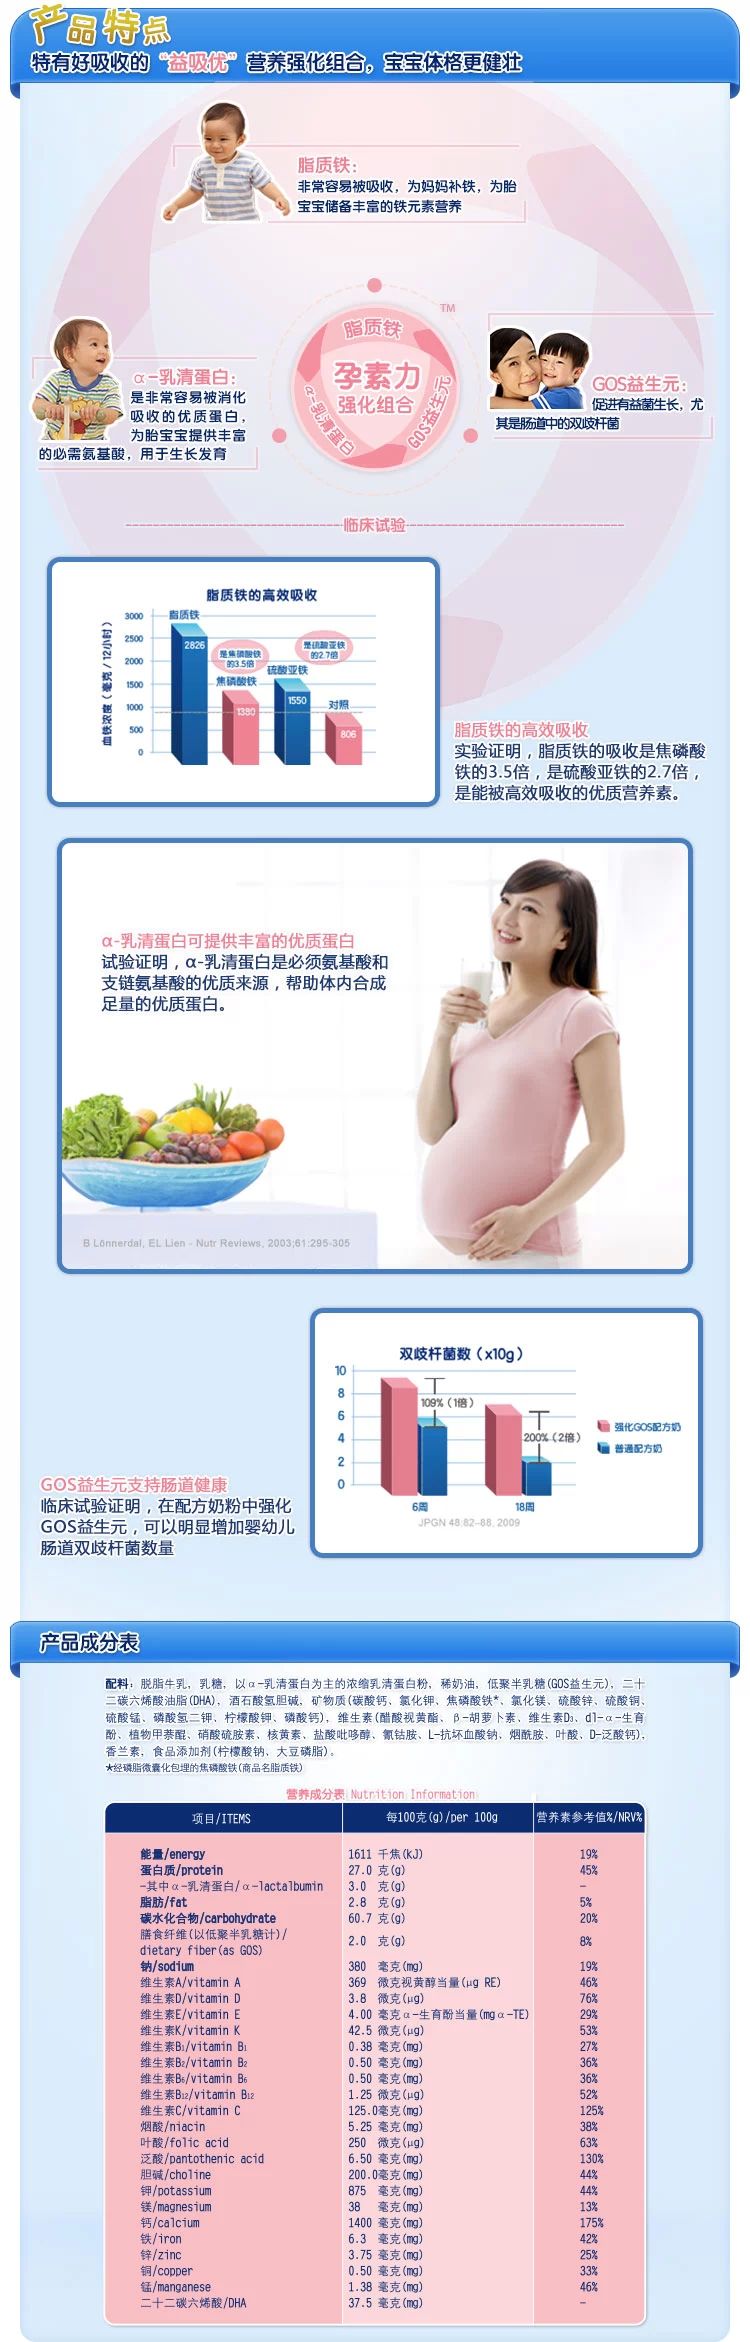 产品特点
特有好吸收的“益吸优”营养强化组合，宝宝体格更健壮
脂质铁：
非常容易被吸收，为妈妈补铁，为胎
宝宝储备丰富的铁元素营养
TM
脂质铁
孕素力
强化组合
α-乳清蛋白
GOS益生元
α-乳清蛋白：
是非常容易被消化
吸收的优质蛋白，
为胎宝宝提供丰富
的必需氨基酸，用于生长发育
GOS益生元：
促进有益菌生长，尤
其是肠道中的双歧杆菌
临床试验
脂质铁的高效吸收
血铁浓度（毫克/12小时）
3000
2500
2000
1500
1000
500
0
脂质铁
2826
是焦磷酸铁
的3.5倍
焦磷酸铁
1380
是硫酸亚铁
的2.7倍
硫酸亚铁
1550
对照
806
脂质铁的高效吸收
实验证明，脂质铁的吸收是焦磷酸
铁的3.5倍，是硫酸亚铁的2.7倍，
是能被高效吸收的优质营养素。
α-乳清蛋白可提供丰富的优质蛋白
试验证明，α-乳清蛋白是必须氨基酸和
支链氨基酸的优质来源，帮助体内合成
足量的优质蛋白。
B Lönnerdal, EL Lien - Nutr Reviews, 2003;61:295-305
双歧杆菌数（x10g）
10
8
6
4
2
0
109%（1倍）
200%（2倍）
6周
18周
强化GOS配方奶
普通配方奶
JPGN 48:82–88, 2009
GOS益生元支持肠道健康
临床试验证明，在配方奶粉中强化
GOS益生元，可以明显增加婴幼儿
肠道双歧杆菌数量
产品成分表
配料：脱脂牛乳，乳糖，以α-乳清蛋白为主的浓缩乳清蛋白粉，稀奶油，低聚半乳糖(GOS益生元)，二十
二碳六烯酸油脂(DHA)，酒石酸氢胆碱，矿物质(碳酸钙、氯化钾、焦磷酸铁*、氯化镁、硫酸锌、硫酸铜、
硫酸锰、磷酸氢二钾、柠檬酸钾、磷酸钙)，维生素(醋酸视黄酯、β-胡萝卜素、维生素D₃、dl-α-生育
酚、植物甲萘醌、硝酸硫胺素、核黄素、盐酸吡哆醇、氰钴胺、L-抗坏血酸钠、烟酰胺、叶酸、D-泛酸钙)，
香兰素，食品添加剂(柠檬酸钠、大豆磷脂)。
*经磷脂微囊化包埋的焦磷酸铁(商品名脂质铁)
营养成分表 Nutrition Information
项目/ITEMS 每100克(g)/per 100g 营养素参考值%/NRV%
能量/energy 1611 千焦(kJ) 19%
蛋白质/protein 27.0 克(g) 45%
-其中α-乳清蛋白/α-lactalbumin 3.0 克(g) -
脂肪/fat 2.8 克(g) 5%
碳水化合物/carbohydrate 60.7 克(g) 20%
膳食纤维(以低聚半乳糖计)/
dietary fiber(as GOS) 2.0 克(g) 8%
钠/sodium 380 毫克(mg) 19%
维生素A/vitamin A 369 微克视黄醇当量(μg RE) 46%
维生素D/vitamin D 3.8 微克(μg) 76%
维生素E/vitamin E 4.00 毫克α-生育酚当量(mgα-TE) 29%
维生素K/vitamin K 42.5 微克(μg) 53%
维生素B₁/vitamin B₁ 0.38 毫克(mg) 27%
维生素B₂/vitamin B₂ 0.50 毫克(mg) 36%
维生素B₆/vitamin B₆ 0.50 毫克(mg) 36%
维生素B₁₂/vitamin B₁₂ 1.25 微克(μg) 52%
维生素C/vitamin C 125.0毫克(mg) 125%
烟酸/niacin 5.25 毫克(mg) 38%
叶酸/folic acid 250 微克(μg) 63%
泛酸/pantothenic acid 6.50 毫克(mg) 130%
胆碱/choline 200.0毫克(mg) 44%
钾/potassium 875 毫克(mg) 44%
镁/magnesium 38 毫克(mg) 13%
钙/calcium 1400 毫克(mg) 175%
铁/iron 6.3 毫克(mg) 42%
锌/zinc 3.75 毫克(mg) 25%
铜/copper 0.50 毫克(mg) 33%
锰/manganese 1.38 毫克(mg) 46%
二十二碳六烯酸/DHA 37.5 毫克(mg) -